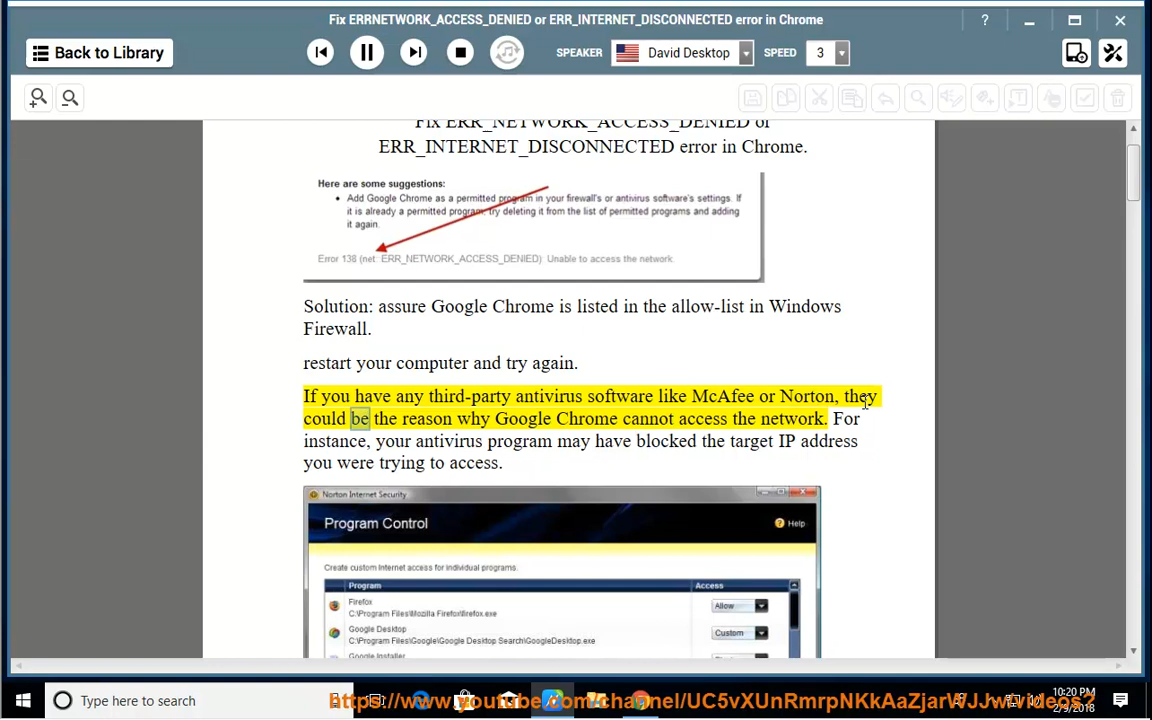 Fix ERRNETWORK_ACCESS_DENIED or ERR_INTERNET_DISCONNECTED error in Chrome
?
Back to Library
SPEAKER
David Desktop
SPEED
3
Fix ERR_NETWORK_ACCESS_DENIED or
ERR_INTERNET_DISCONNECTED error in Chrome.
Here are some suggestions:
• Add Google Chrome as a permitted program in your firewall's or antivirus software's settings. If
it is already a permitted program, try deleting it from the list of permitted programs and adding
it again.
Error 138 (net::ERR_NETWORK_ACCESS_DENIED): Unable to access the network.
Solution: assure Google Chrome is listed in the allow-list in Windows
Firewall.
restart your computer and try again.
If you have any third-party antivirus software like McAfee or Norton, they
could be the reason why Google Chrome cannot access the network. For
instance, your antivirus program may have blocked the target IP address
you were trying to access.
Norton Internet Security
Program Control
? Help
Create custom Internet access for individual programs.
Program
Access
Firefox
Allow
C:\Program Files\Mozilla Firefox\firefox.exe
Google Desktop
Custom
C:\Program Files\Google\Google Desktop Search\GoogleDesktop.exe
Google Installer
Type here to search
https://www.youtube.com/channel/UC5vXUnRmrpNKkAaZjarWJJw/videos?
10:20 PM
2/9/2018